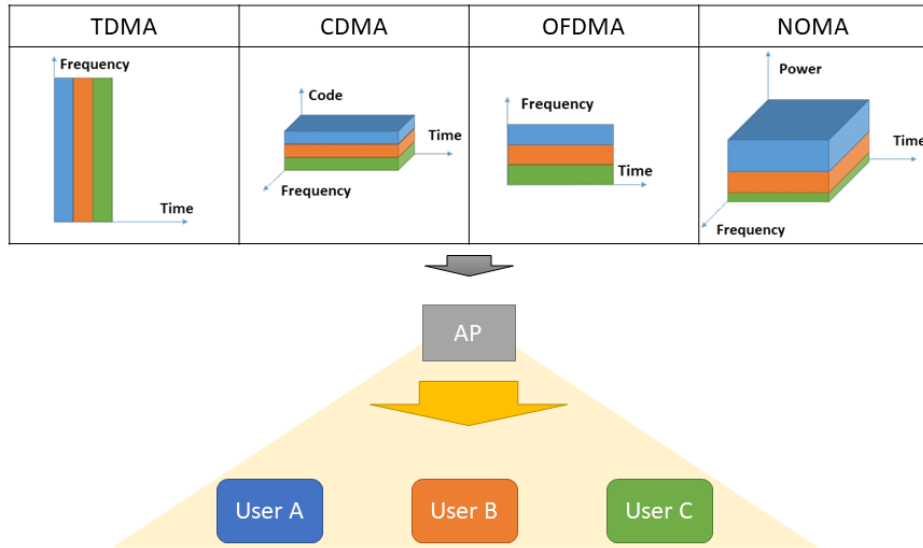 TDMA
CDMA
OFDMA
NOMA
Frequency
Time
Code
Time
Frequency
Frequency
Time
Power
Time
Frequency
AP
User A
User B
User C